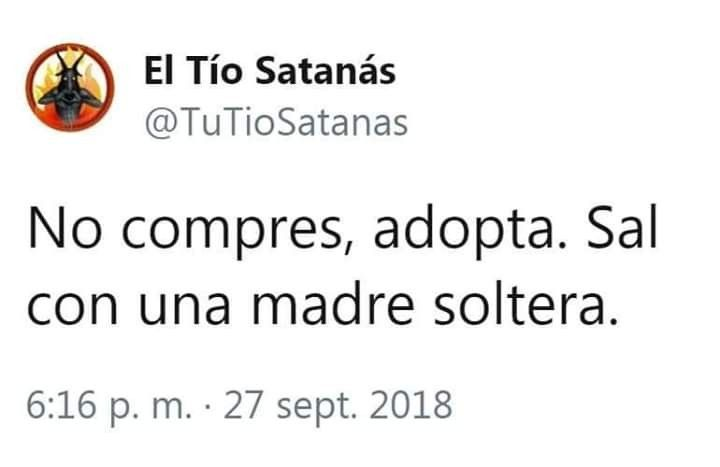 El Tío Satanás
@TuTioSatanas
No compres, adopta. Sal
con una madre soltera.
6:16 p. m. · 27 sept. 2018